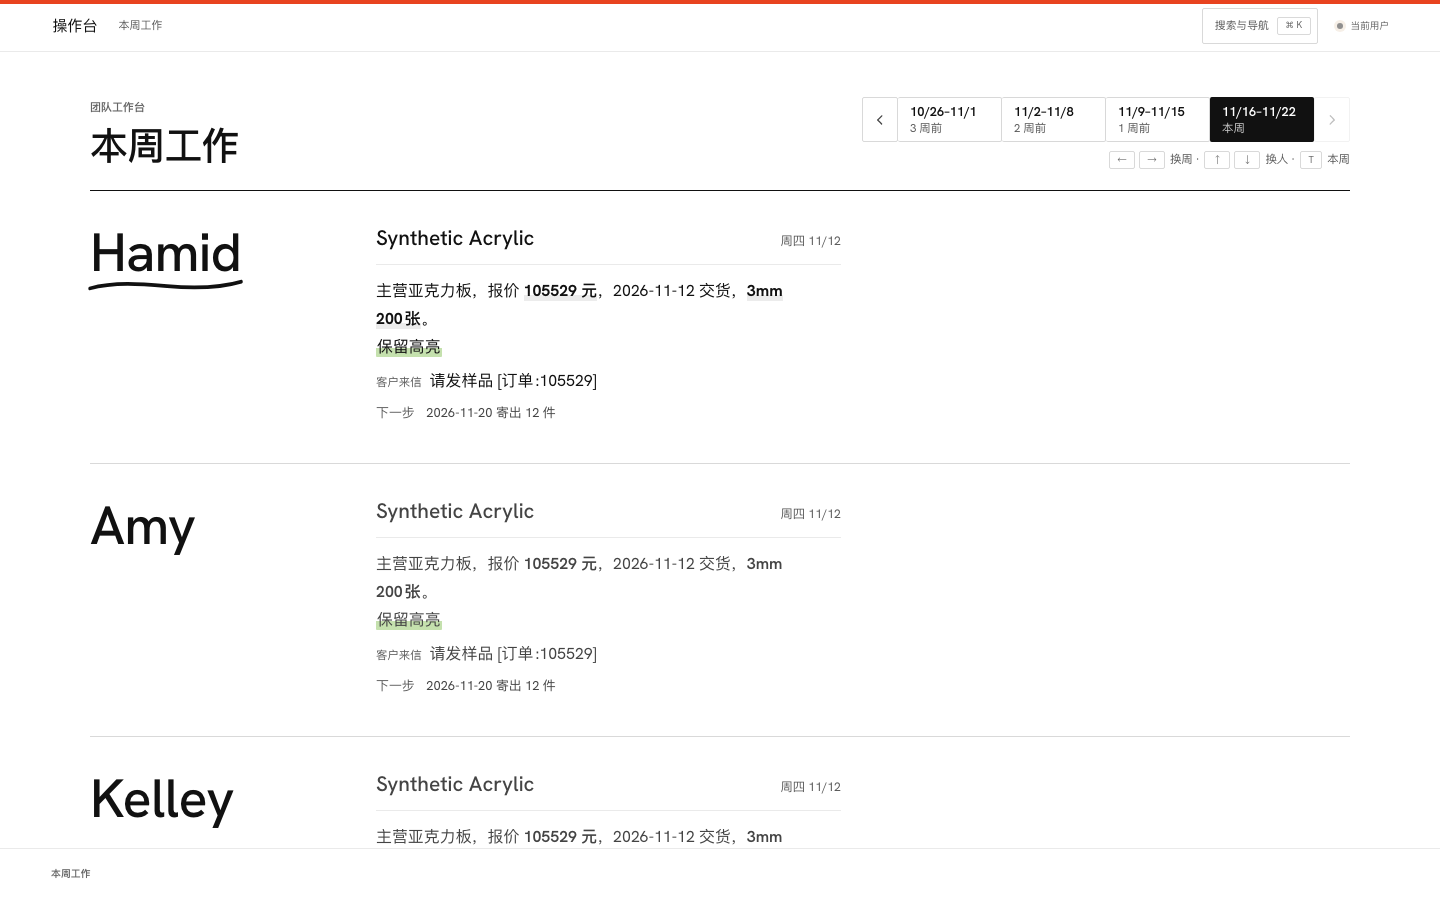 操作台 本周工作 搜索与导航 ⌘ K 当前用户
团队工作台
本周工作
10/26–11/1 11/2–11/8 11/9–11/15 11/16–11/22
3 周前 2 周前 1 周前 本周
← → 换周 · ↑ ↓ 换人 · T 本周
Hamid
Synthetic Acrylic 周四 11/12
主营亚克力板，报价 105529 元，2026-11-12 交货，3mm
200 张。
保留高亮
客户来信 请发样品 [订单:105529]
下一步 2026-11-20 寄出 12 件
Amy
Synthetic Acrylic 周四 11/12
主营亚克力板，报价 105529 元，2026-11-12 交货，3mm
200 张。
保留高亮
客户来信 请发样品 [订单:105529]
下一步 2026-11-20 寄出 12 件
Kelley
Synthetic Acrylic 周四 11/12
主营亚克力板，报价 105529 元，2026-11-12 交货，3mm
本周工作